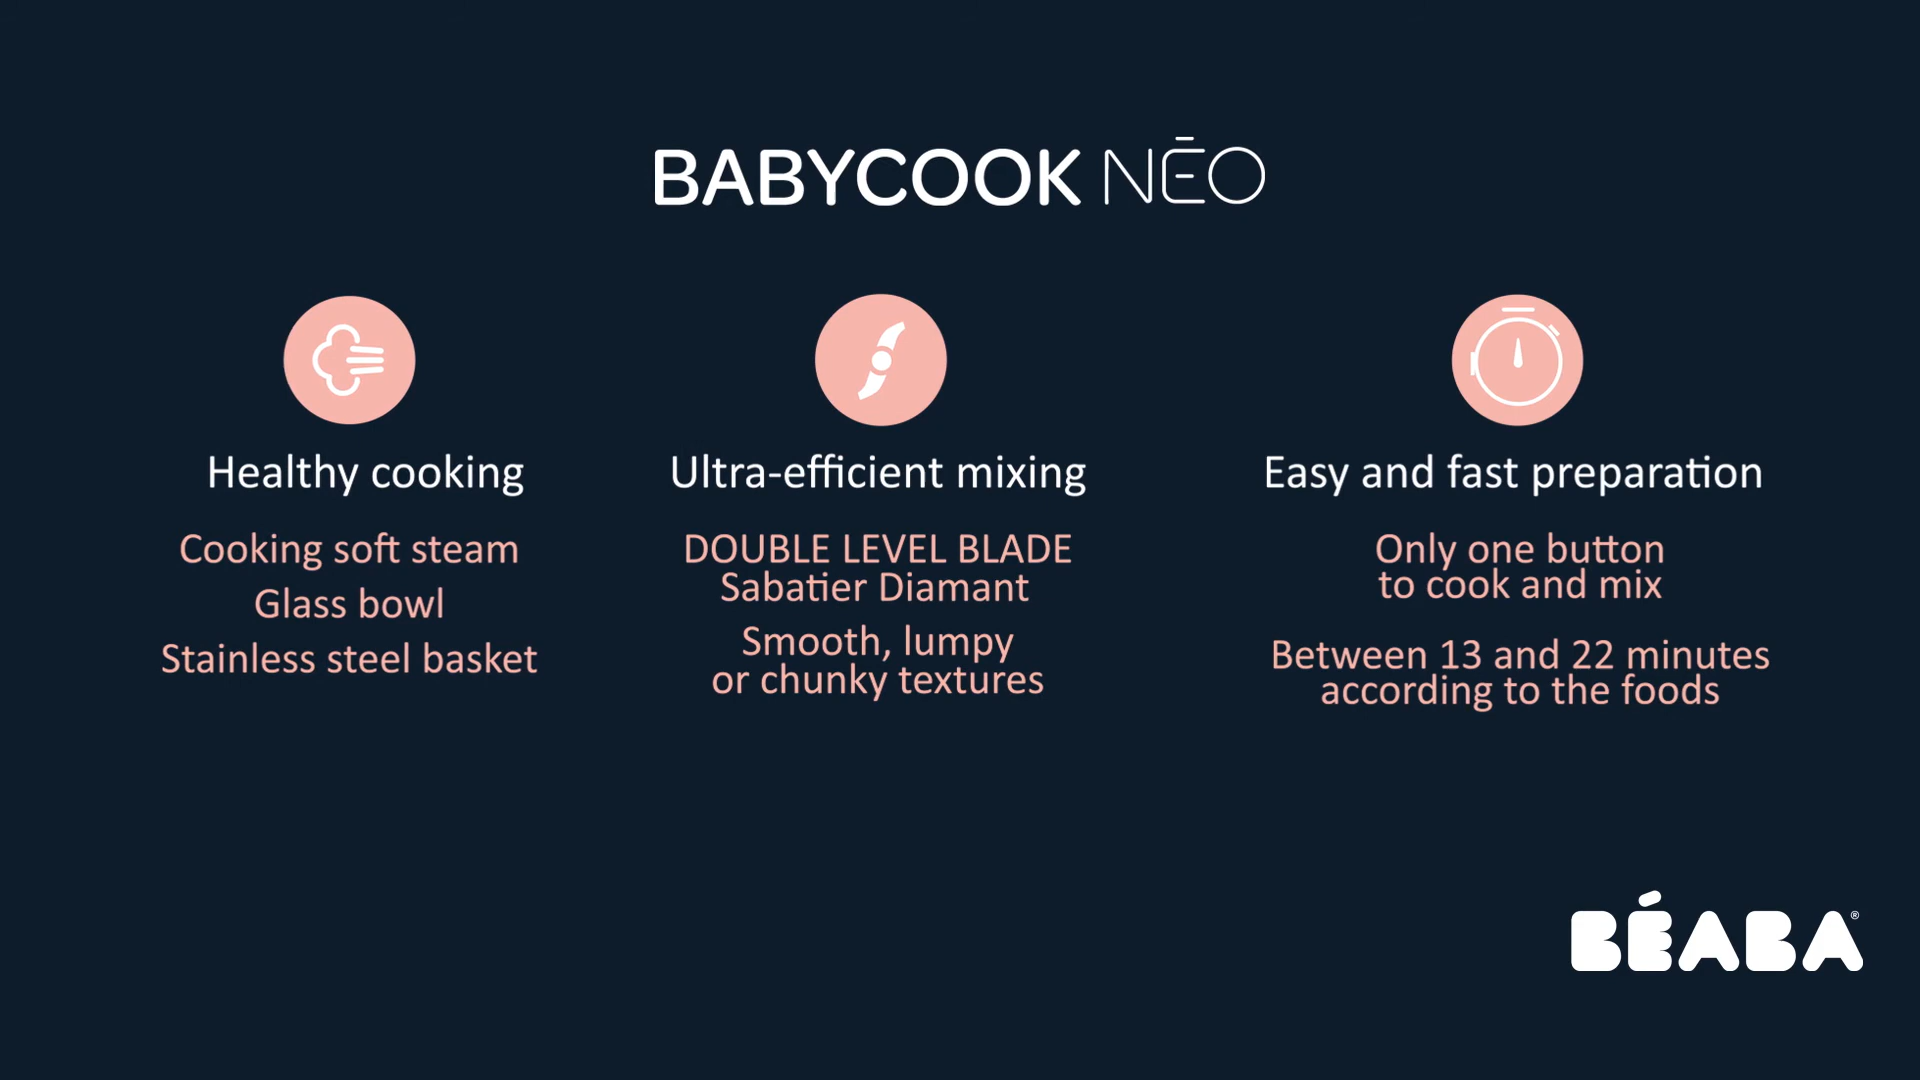 BABYCOOK NĒO
Healthy cooking
Cooking soft steam
Glass bowl
Stainless steel basket
Ultra-efficient mixing
DOUBLE LEVEL BLADE
Sabatier Diamant
Smooth, lumpy
or chunky textures
Easy and fast preparation
Only one button
to cook and mix
Between 13 and 22 minutes
according to the foods
BÉABA®